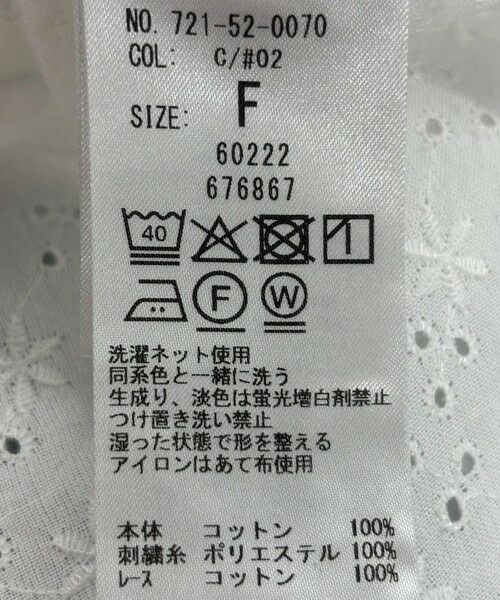 NO. 721-52-0070
COL: C/#02
SIZE: F
60222
676867
40
F W
洗濯ネット使用
同系色と一緒に洗う
生成り、淡色は蛍光増白剤禁止
つけ置き洗い禁止
湿った状態で形を整える
アイロンはあて布使用
本体 コットン 100%
刺繍糸 ポリエステル 100%
レース コットン 100%